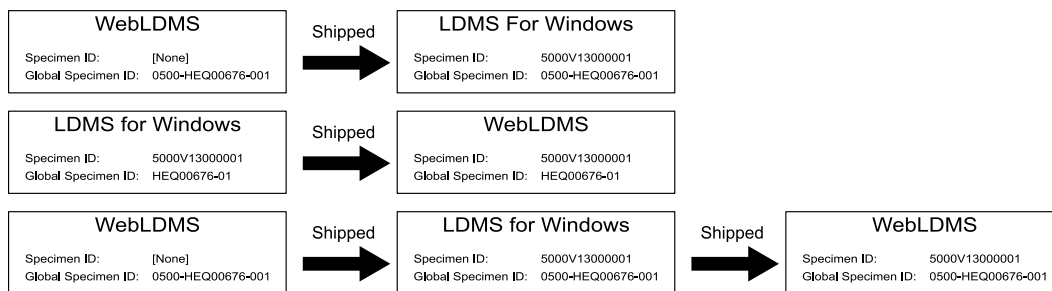 WebLDMS
Specimen ID: [None]
Global Specimen ID: 0500-HEQ00676-001
Shipped
LDMS For Windows
Specimen ID: 5000V13000001
Global Specimen ID: 0500-HEQ00676-001
LDMS for Windows
Specimen ID: 5000V13000001
Global Specimen ID: HEQ00676-01
Shipped
WebLDMS
Specimen ID: 5000V13000001
Global Specimen ID: HEQ00676-01
WebLDMS
Specimen ID: [None]
Global Specimen ID: 0500-HEQ00676-001
Shipped
LDMS for Windows
Specimen ID: 5000V13000001
Global Specimen ID: 0500-HEQ00676-001
Shipped
WebLDMS
Specimen ID: 5000V13000001
Global Specimen ID: 0500-HEQ00676-001